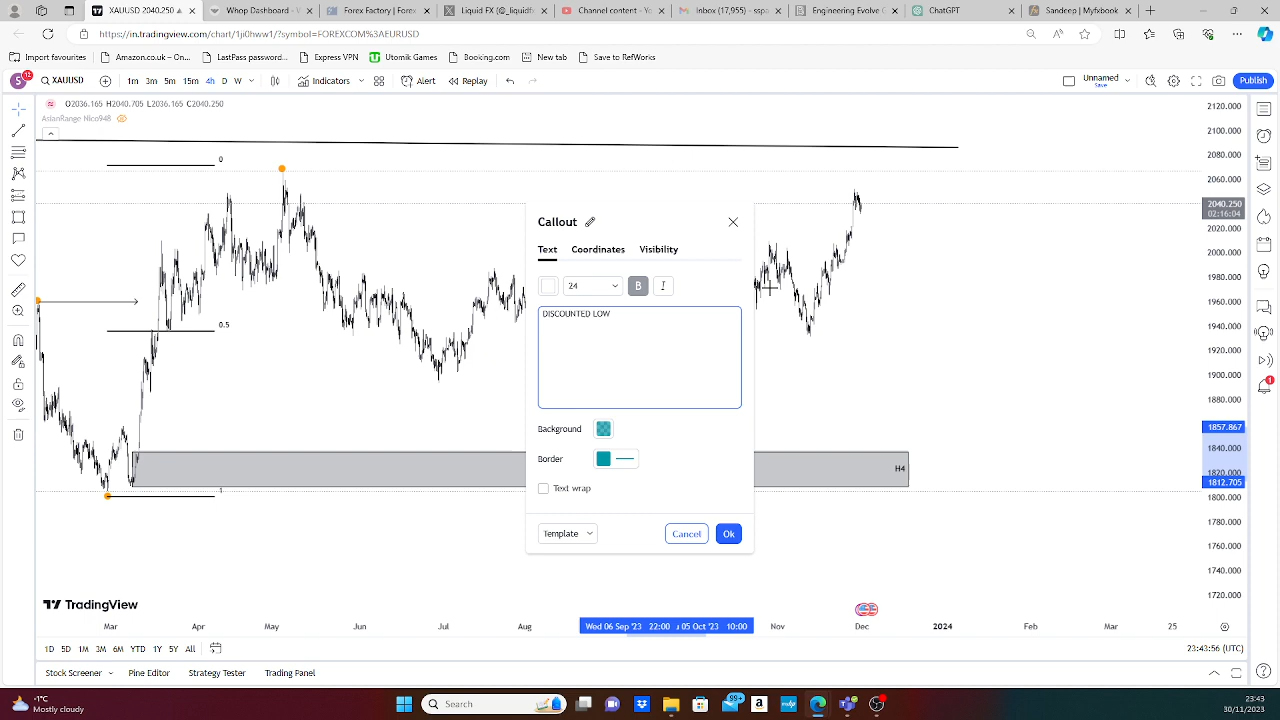 XAUUSD 2040.250
Whop Dashboard - V
Forex Factory | Forex
Liquid FX (@_liquid
Channel content - Yo
Inbox (17,955) - sspa
Engineering Evolve C
ChatGPT
Sandeep | Myfxbook
https://in.tradingview.com/chart/1ji0hww1/?symbol=FOREXCOM%3AEURUSD
Import favourites
Amazon.co.uk – On...
LastPass password...
Express VPN
Utomik Games
Booking.com
New tab
Save to RefWorks
S 12
XAUUSD
1m 3m 5m 15m 4h D W
Indicators
Alert
Replay
Unnamed
Save
Publish
O2036.165 H2040.705 L2036.165 C2040.250
AsianRange Nico948
0
0.5
1
H4
Callout
Text Coordinates Visibility
24 B I
DISCOUNTED LOW
Background
Border
Text wrap
Template
Cancel
Ok
2120.000
2100.000
2080.000
2060.000
2040.250
02:16:04
2020.000
2000.000
1980.000
1960.000
1940.000
1920.000
1900.000
1880.000
1857.867
1840.000
1820.000
1812.705
1800.000
1780.000
1760.000
1740.000
1720.000
1
TradingView
Mar Apr May Jun Jul Aug Wed 06 Sep '23 22:00 05 Oct '23 10:00 Nov Dec 2024 Feb Mar 25
1D 5D 1M 3M 6M YTD 1Y 5Y All
23:43:56 (UTC)
Stock Screener Pine Editor Strategy Tester Trading Panel
-1°C
Mostly cloudy
Search
99+
23:43
30/11/2023